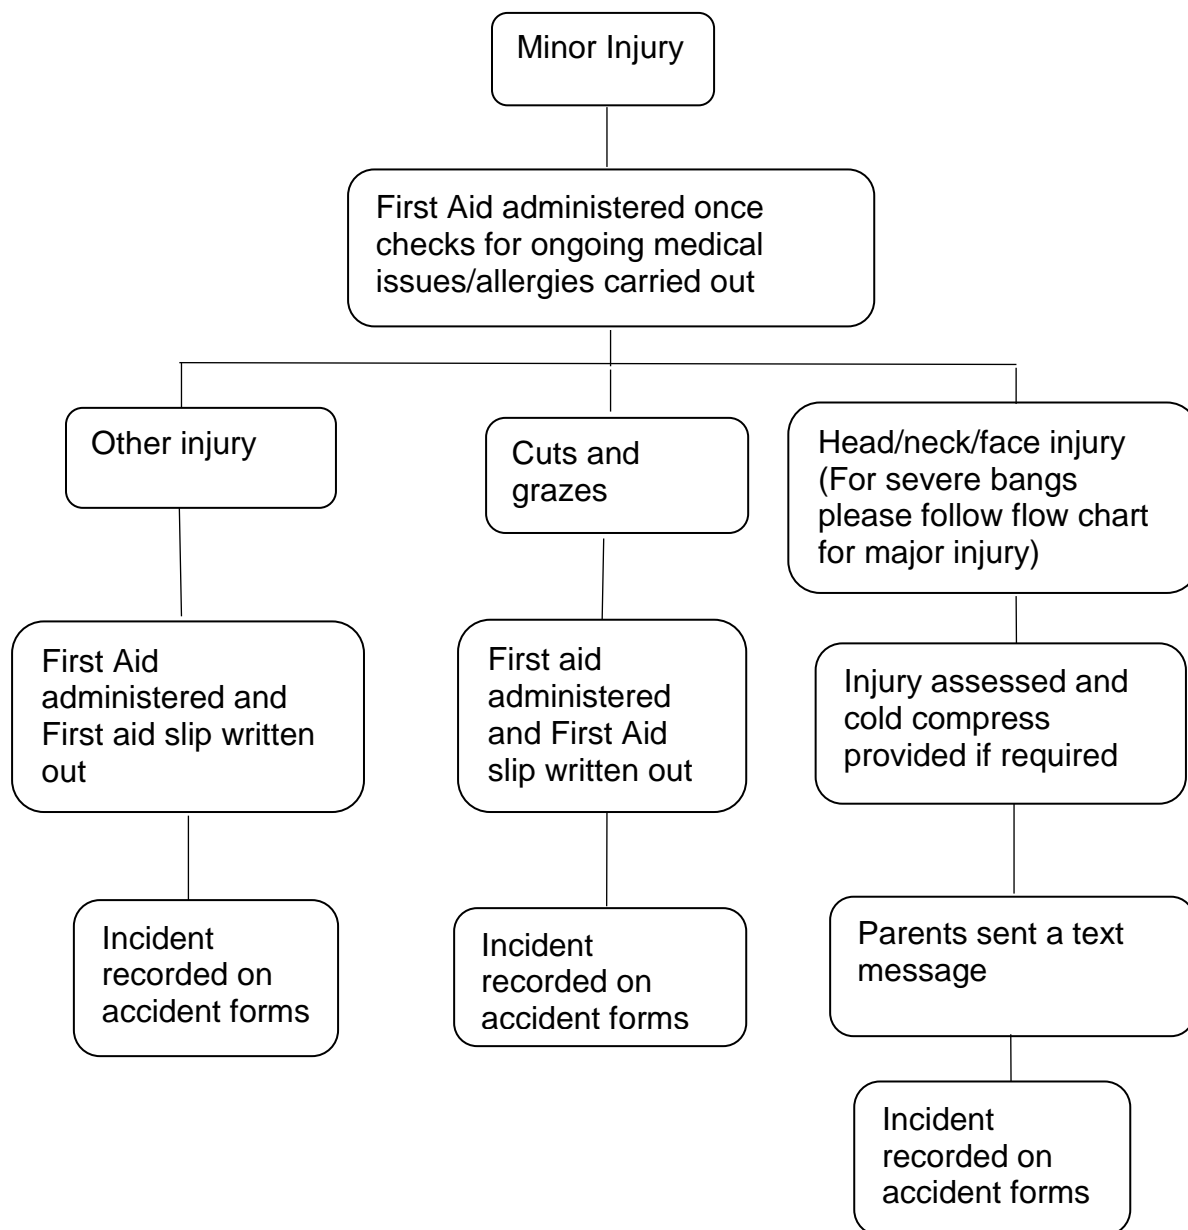 Minor Injury
First Aid administered once
checks for ongoing medical
issues/allergies carried out
Other injury
Cuts and
grazes
Head/neck/face injury
(For severe bangs
please follow flow chart
for major injury)
First Aid
administered and
First aid slip written
out
First aid
administered
and First Aid
slip written out
Injury assessed and
cold compress
provided if required
Incident
recorded on
accident forms
Incident
recorded on
accident forms
Parents sent a text
message
Incident
recorded on
accident forms